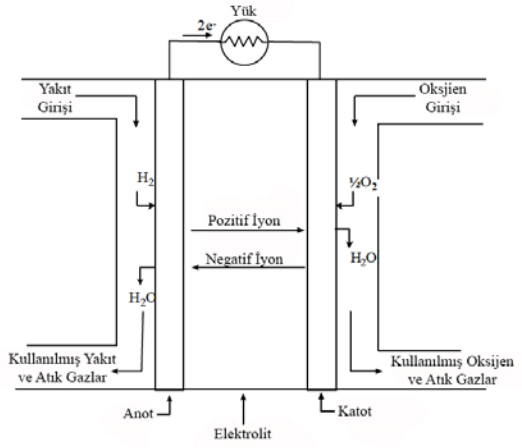 Yük
2e-
Yakıt
Girişi
Oksjien
Girişi
H2
½O2
Pozitif İyon
Negatif İyon
H2O
H2O
Kullanılmış Yakıt
ve Atık Gazlar
Kullanılmış Oksijen
ve Atık Gazlar
Anot
Katot
Elektrolit